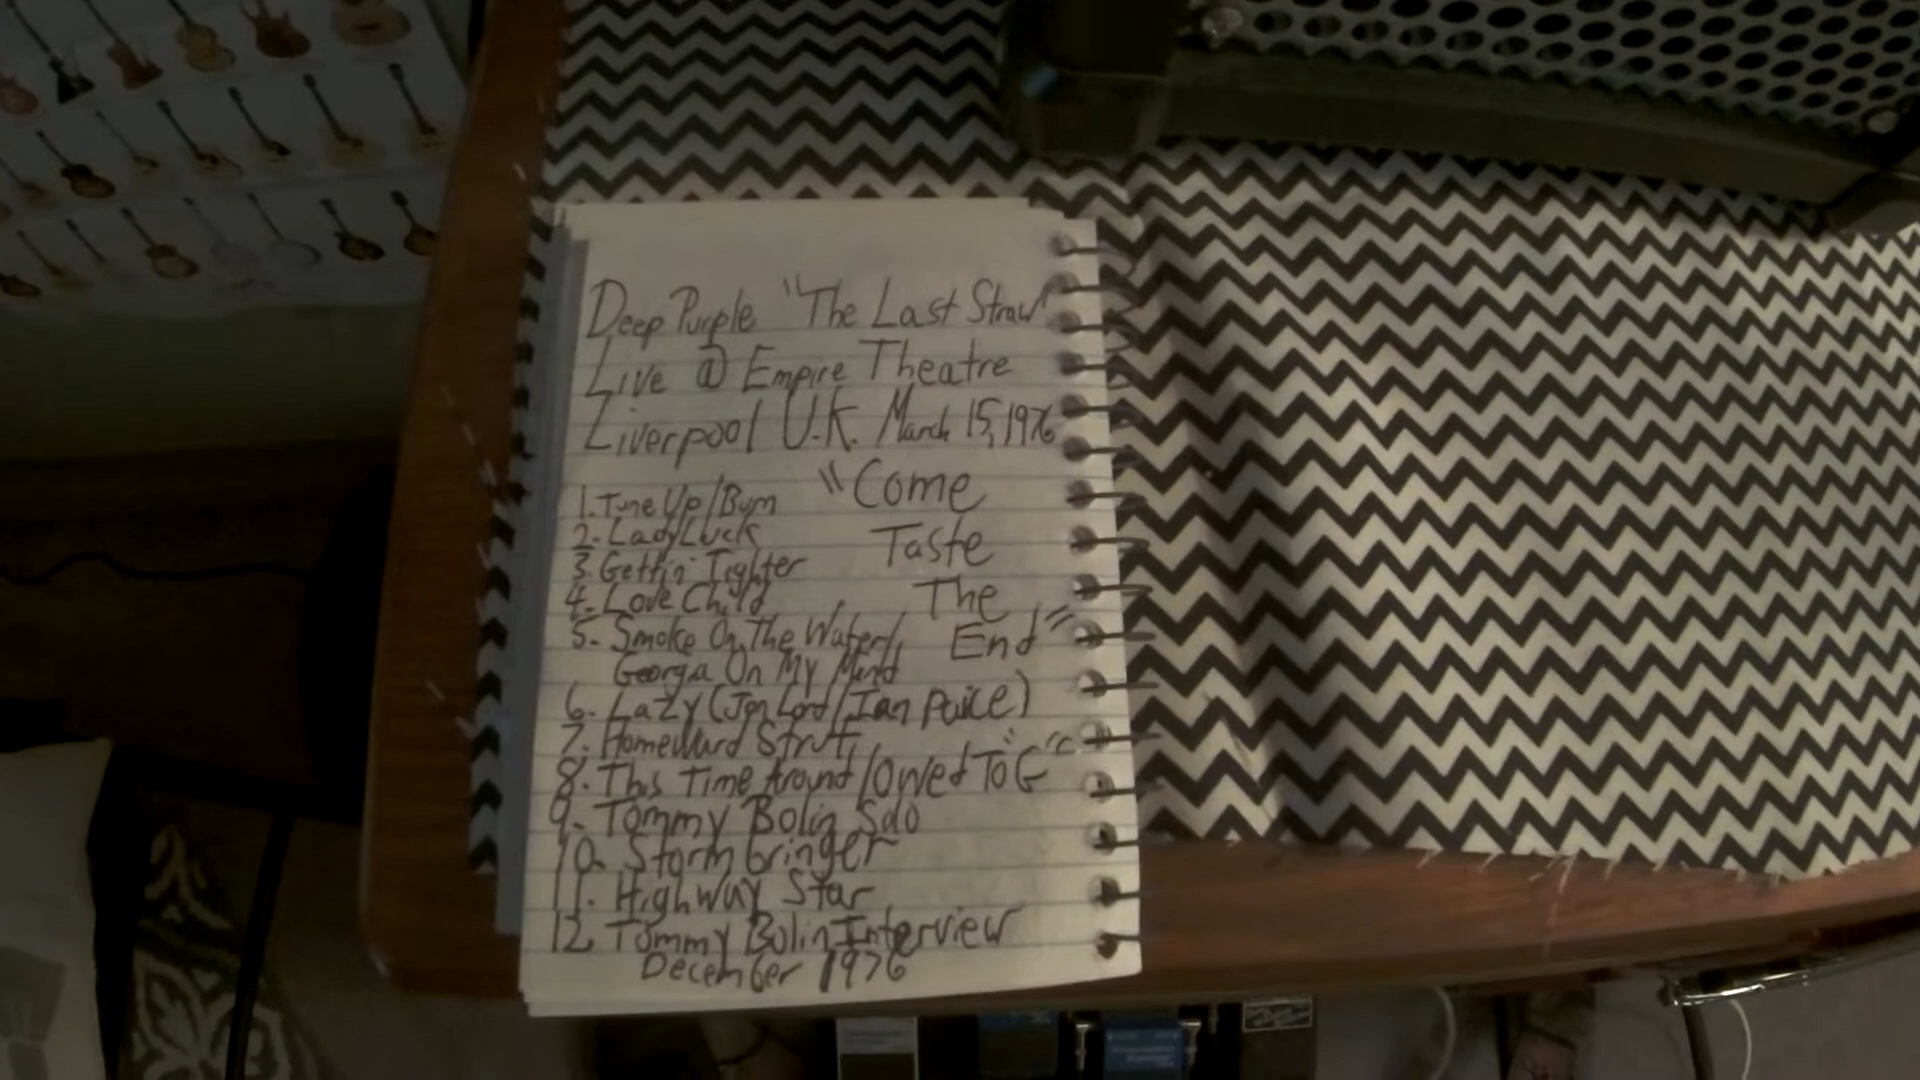 Deep Purple "The Last Straw"
Live @ Empire Theatre
Liverpool U.K. March 15, 1976
"Come
Taste
The
End"
1. Tune Up/Burn
2. Lady Luck
3. Gettin' Tighter
4. Love Child
5. Smoke On The Water/
Georgia On My Mind
6. Lazy (Jon Lord/Ian Paice)
7. Homeward Strut
8. This Time Around/Owed To "G"
9. Tommy Bolin Solo
10. Stormbringer
11. Highway Star
12. Tommy Bolin Interview
December 1976